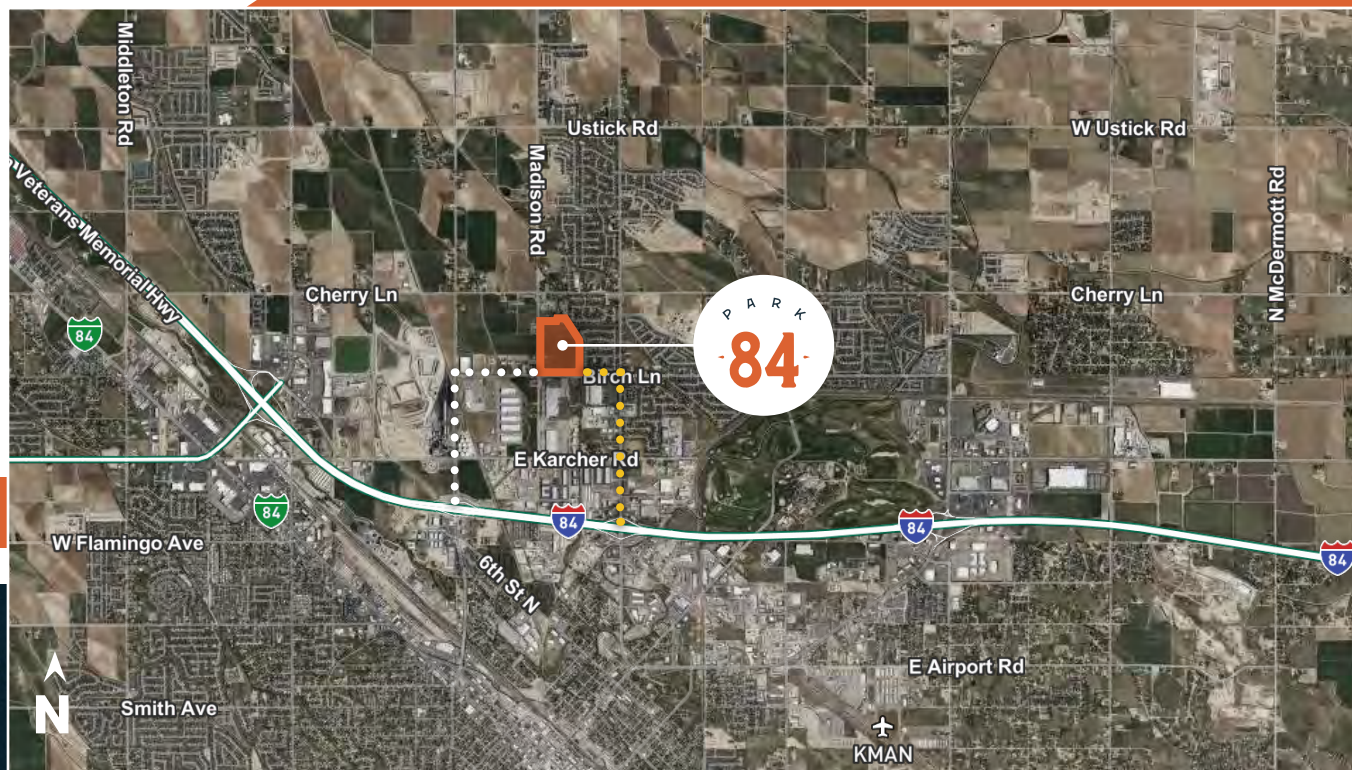 Middleton Rd
Ustick Rd
W Ustick Rd
Madison Rd
Veterans Memorial Hwy
N McDermott Rd
Cherry Ln
Cherry Ln
PARK
84
84
Birch Ln
E Karcher Rd
84
84
84
84
W Flamingo Ave
6th St N
E Airport Rd
N
Smith Ave
KMAN